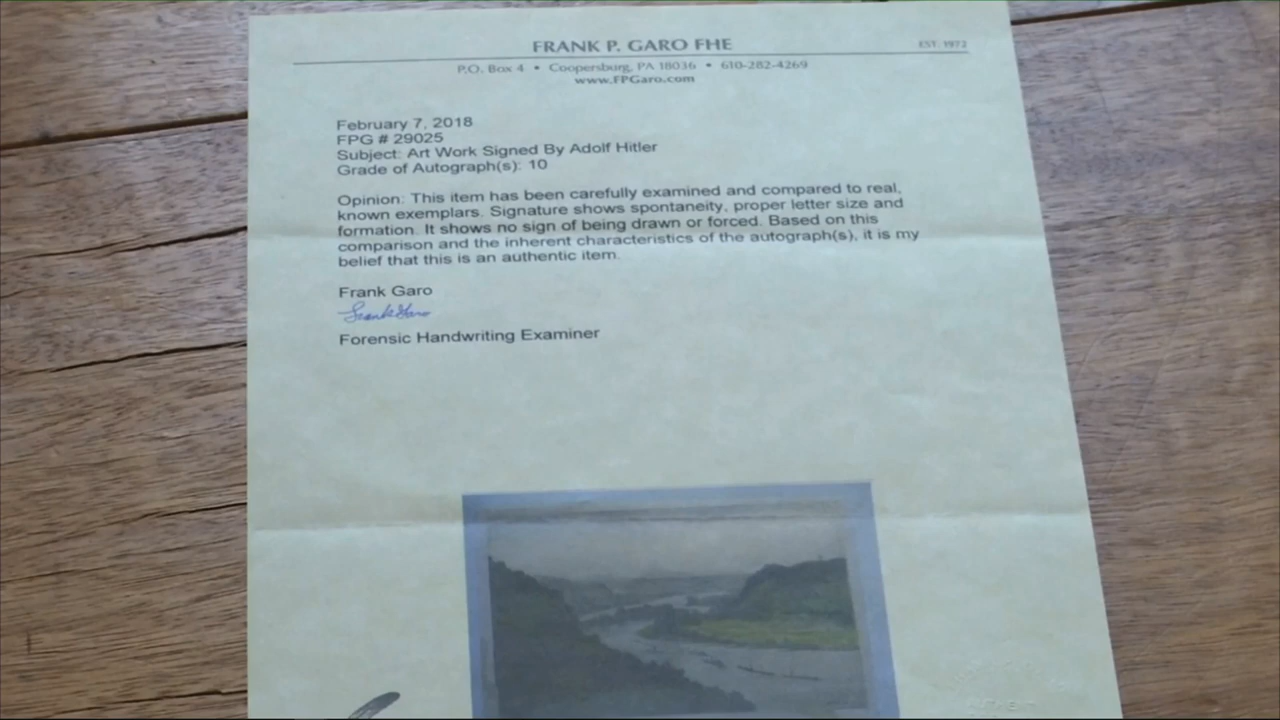 FRANK P. GARO FHE
EST. 1972
P.O. Box 4 • Coopersburg, PA 18036 • 610-282-4269
www.FPGaro.com
February 7, 2018
FPG # 29025
Subject: Art Work Signed By Adolf Hitler
Grade of Autograph(s): 10
Opinion: This item has been carefully examined and compared to real,
known exemplars. Signature shows spontaneity, proper letter size and
formation. It shows no sign of being drawn or forced. Based on this
comparison and the inherent characteristics of the autograph(s), it is my
belief that this is an authentic item.
Frank Garo
Frank Garo
Forensic Handwriting Examiner